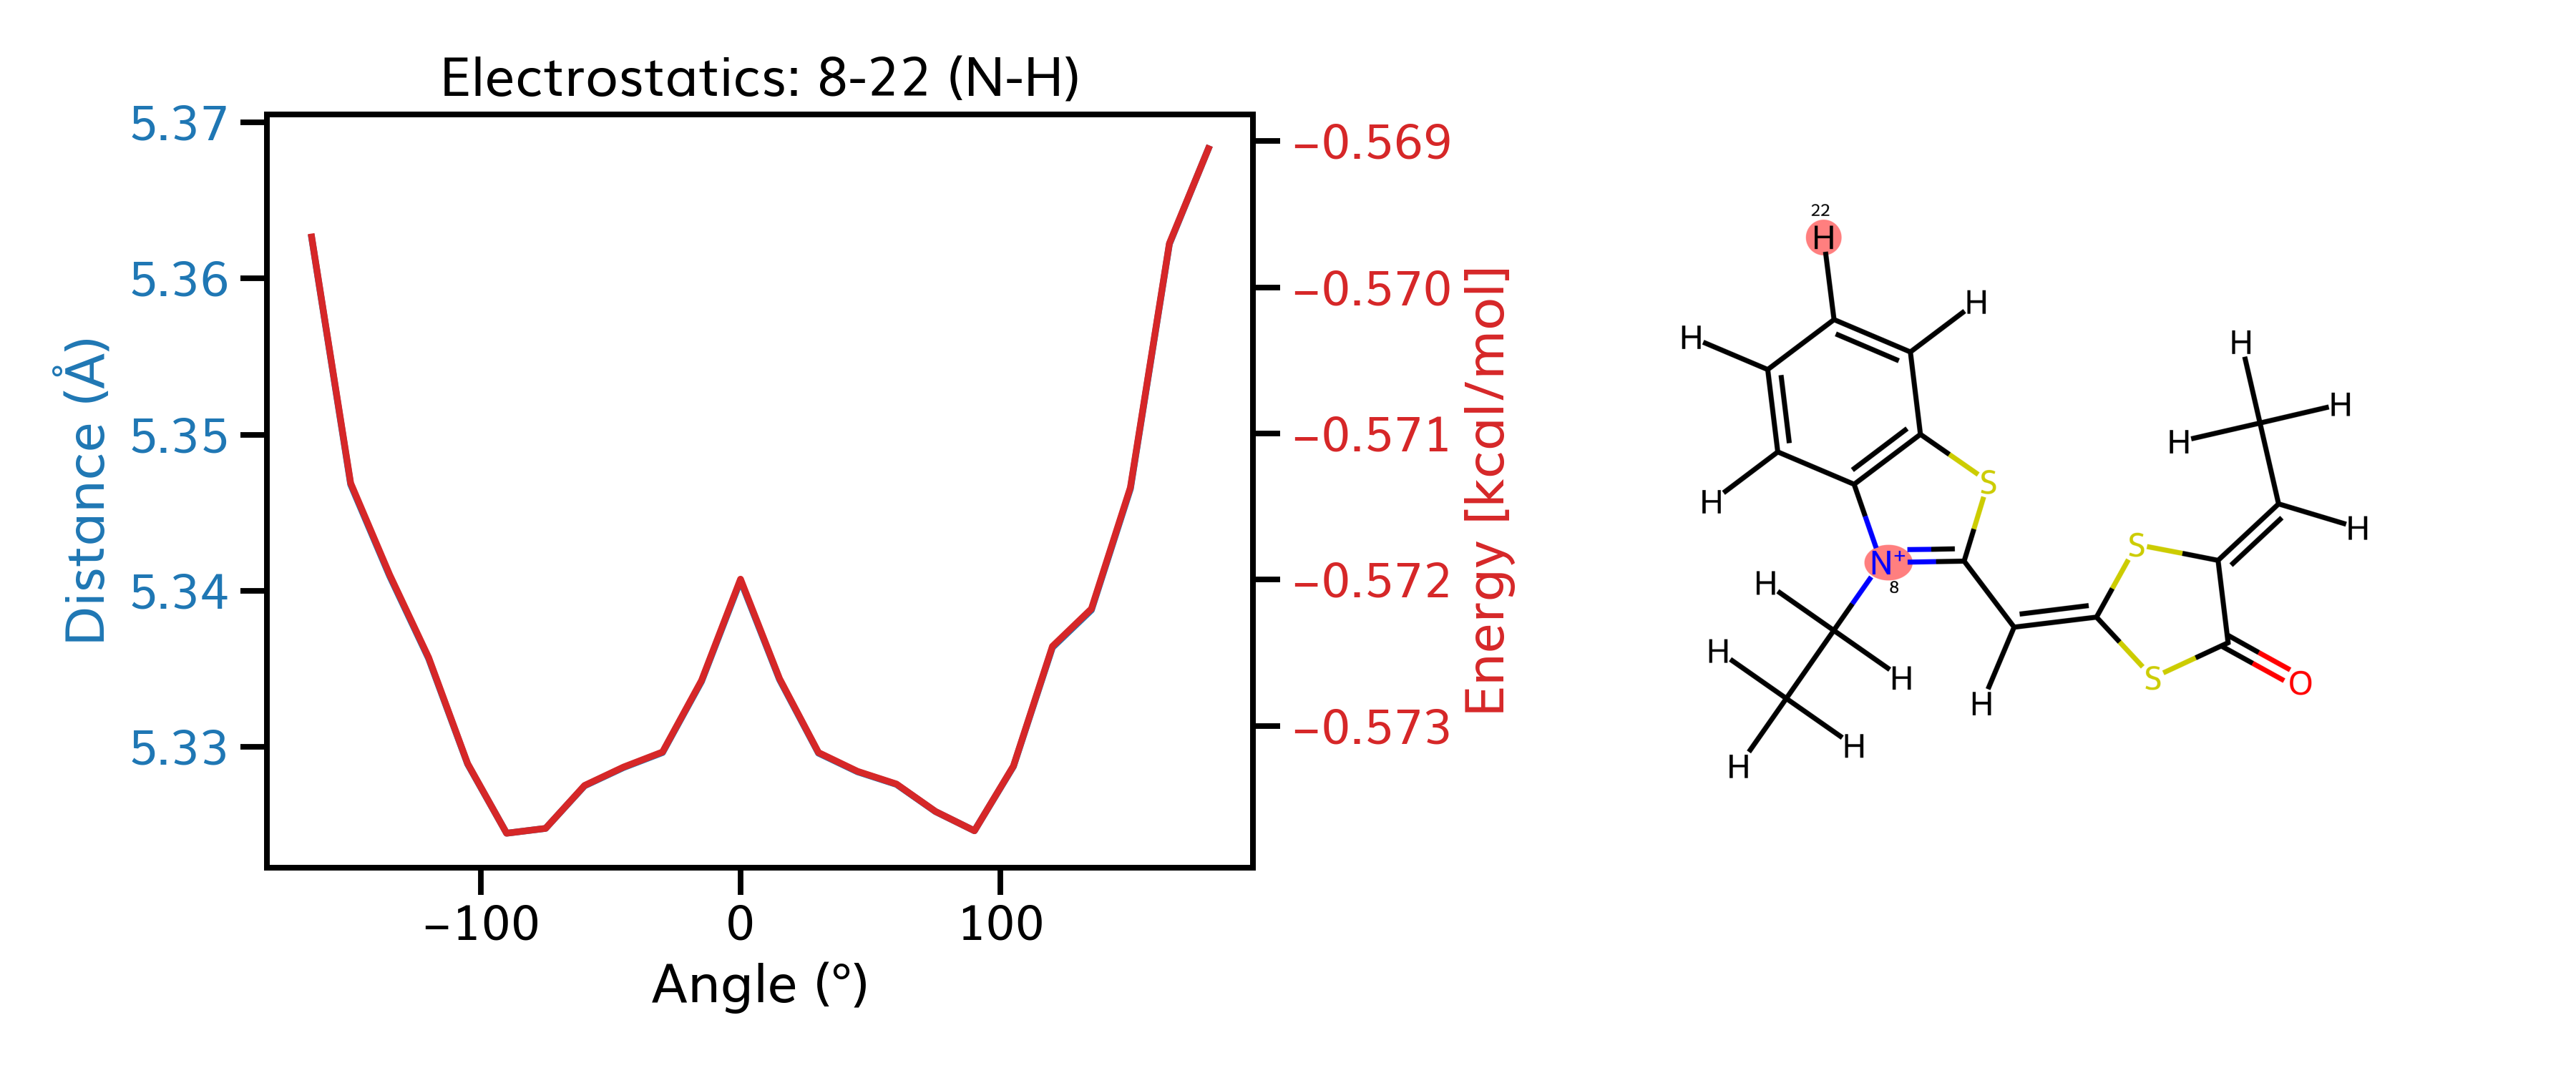 Electrostatics: 8-22 (N-H)
Distance (Å)
5.37
5.36
5.35
5.34
5.33
−100
0
100
Angle (°)
−0.569
−0.570
−0.571
−0.572
−0.573
Energy [kcal/mol]
22
H
H
H
H
S
N+
8
H
H
H
H
H
H
S
S
O
H
H
H
H